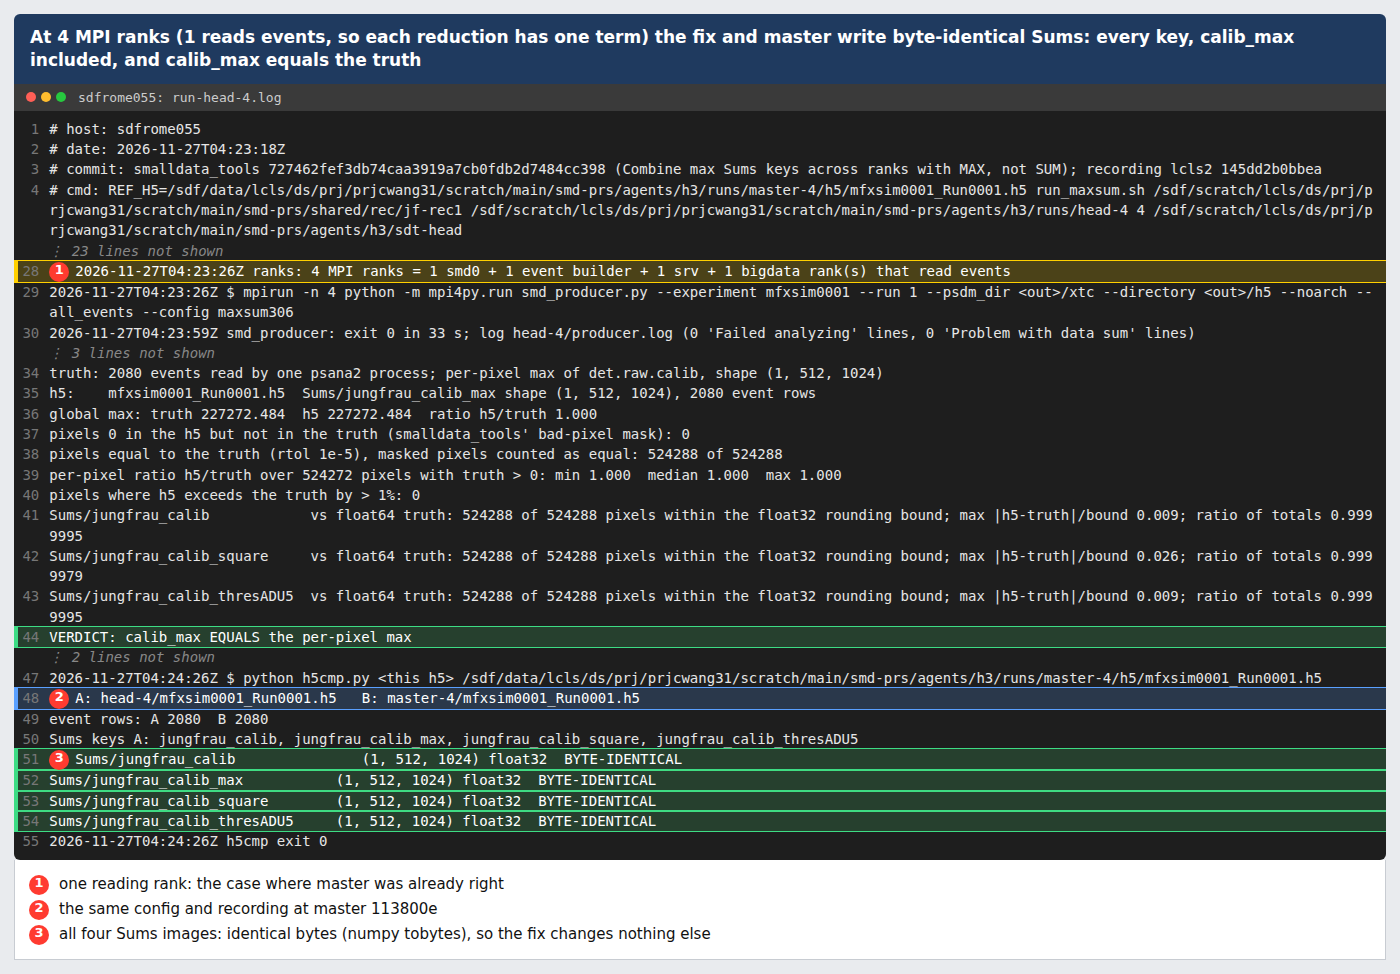 At 4 MPI ranks (1 reads events, so each reduction has one term) the fix and master write byte-identical Sums: every key, calib_max
included, and calib_max equals the truth
sdfrome055: run-head-4.log
1 # host: sdfrome055
2 # date: 2026-11-27T04:23:18Z
3 # commit: smalldata_tools 727462fef3db74caa3919a7cb0fdb2d7484cc398 (Combine max Sums keys across ranks with MAX, not SUM); recording lcls2 145dd2b0bbea
4 # cmd: REF_H5=/sdf/data/lcls/ds/prj/prjcwang31/scratch/main/smd-prs/agents/h3/runs/master-4/h5/mfxsim0001_Run0001.h5 run_maxsum.sh /sdf/scratch/lcls/ds/prj/p
rjcwang31/scratch/main/smd-prs/shared/rec/jf-rec1 /sdf/scratch/lcls/ds/prj/prjcwang31/scratch/main/smd-prs/agents/h3/runs/head-4 4 /sdf/scratch/lcls/ds/prj/p
rjcwang31/scratch/main/smd-prs/agents/h3/sdt-head
⋮ 23 lines not shown
28 1 2026-11-27T04:23:26Z ranks: 4 MPI ranks = 1 smd0 + 1 event builder + 1 srv + 1 bigdata rank(s) that read events
29 2026-11-27T04:23:26Z $ mpirun -n 4 python -m mpi4py.run smd_producer.py --experiment mfxsim0001 --run 1 --psdm_dir <out>/xtc --directory <out>/h5 --noarch --
all_events --config maxsum306
30 2026-11-27T04:23:59Z smd_producer: exit 0 in 33 s; log head-4/producer.log (0 'Failed analyzing' lines, 0 'Problem with data sum' lines)
⋮ 3 lines not shown
34 truth: 2080 events read by one psana2 process; per-pixel max of det.raw.calib, shape (1, 512, 1024)
35 h5:    mfxsim0001_Run0001.h5  Sums/jungfrau_calib_max shape (1, 512, 1024), 2080 event rows
36 global max: truth 227272.484  h5 227272.484  ratio h5/truth 1.000
37 pixels 0 in the h5 but not in the truth (smalldata_tools' bad-pixel mask): 0
38 pixels equal to the truth (rtol 1e-5), masked pixels counted as equal: 524288 of 524288
39 per-pixel ratio h5/truth over 524272 pixels with truth > 0: min 1.000  median 1.000  max 1.000
40 pixels where h5 exceeds the truth by > 1%: 0
41 Sums/jungfrau_calib            vs float64 truth: 524288 of 524288 pixels within the float32 rounding bound; max |h5-truth|/bound 0.009; ratio of totals 0.999
9995
42 Sums/jungfrau_calib_square     vs float64 truth: 524288 of 524288 pixels within the float32 rounding bound; max |h5-truth|/bound 0.026; ratio of totals 0.999
9979
43 Sums/jungfrau_calib_thresADU5  vs float64 truth: 524288 of 524288 pixels within the float32 rounding bound; max |h5-truth|/bound 0.009; ratio of totals 0.999
9995
44 VERDICT: calib_max EQUALS the per-pixel max
⋮ 2 lines not shown
47 2026-11-27T04:24:26Z $ python h5cmp.py <this h5> /sdf/data/lcls/ds/prj/prjcwang31/scratch/main/smd-prs/agents/h3/runs/master-4/h5/mfxsim0001_Run0001.h5
48 2 A: head-4/mfxsim0001_Run0001.h5   B: master-4/mfxsim0001_Run0001.h5
49 event rows: A 2080  B 2080
50 Sums keys A: jungfrau_calib, jungfrau_calib_max, jungfrau_calib_square, jungfrau_calib_thresADU5
51 3 Sums/jungfrau_calib               (1, 512, 1024) float32  BYTE-IDENTICAL
52 Sums/jungfrau_calib_max           (1, 512, 1024) float32  BYTE-IDENTICAL
53 Sums/jungfrau_calib_square        (1, 512, 1024) float32  BYTE-IDENTICAL
54 Sums/jungfrau_calib_thresADU5     (1, 512, 1024) float32  BYTE-IDENTICAL
55 2026-11-27T04:24:26Z h5cmp exit 0
1 one reading rank: the case where master was already right
2 the same config and recording at master 113800e
3 all four Sums images: identical bytes (numpy tobytes), so the fix changes nothing else